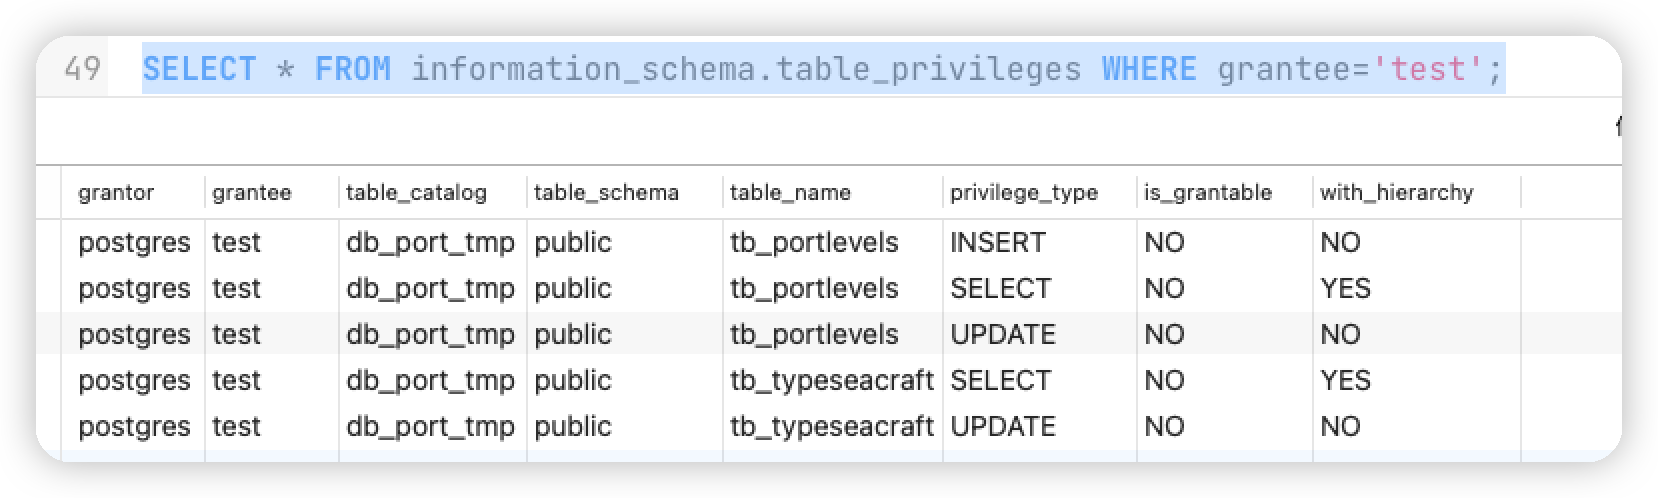 49 SELECT * FROM information_schema.table_privileges WHERE grantee='test';
grantor grantee table_catalog table_schema table_name privilege_type is_grantable with_hierarchy
postgres test db_port_tmp public tb_portlevels INSERT NO NO
postgres test db_port_tmp public tb_portlevels SELECT NO YES
postgres test db_port_tmp public tb_portlevels UPDATE NO NO
postgres test db_port_tmp public tb_typeseacraft SELECT NO YES
postgres test db_port_tmp public tb_typeseacraft UPDATE NO NO